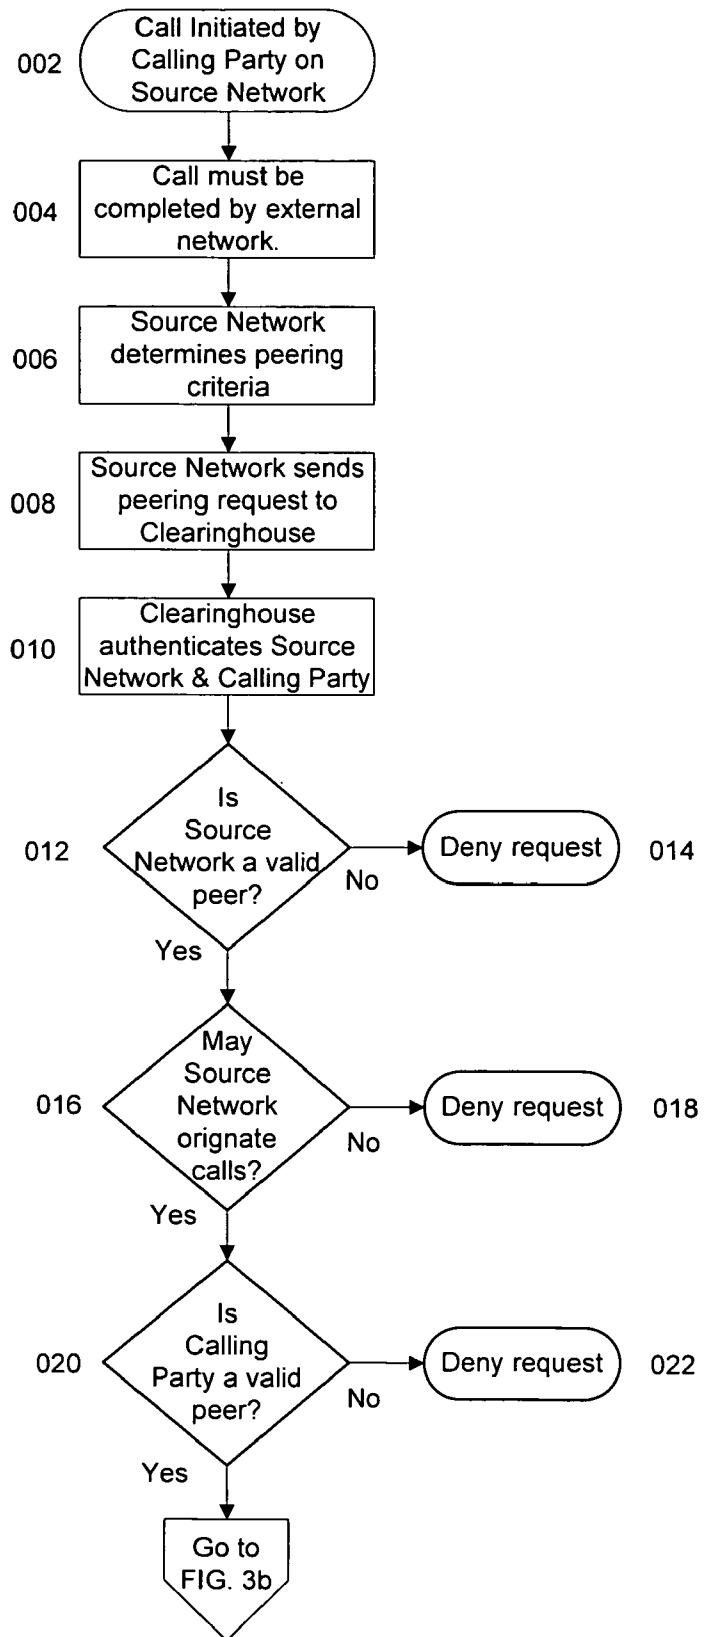 002
Call Initiated by
Calling Party on
Source Network
004
Call must be
completed by external
network.
006
Source Network
determines peering
criteria
008
Source Network sends
peering request to
Clearinghouse
010
Clearinghouse
authenticates Source
Network & Calling Party
012
Is
Source
Network a valid
peer?
No
Deny request
014
Yes
016
May
Source
Network
orignate
calls?
No
Deny request
018
Yes
020
Is
Calling
Party a valid
peer?
No
Deny request
022
Yes
Go to
FIG. 3b